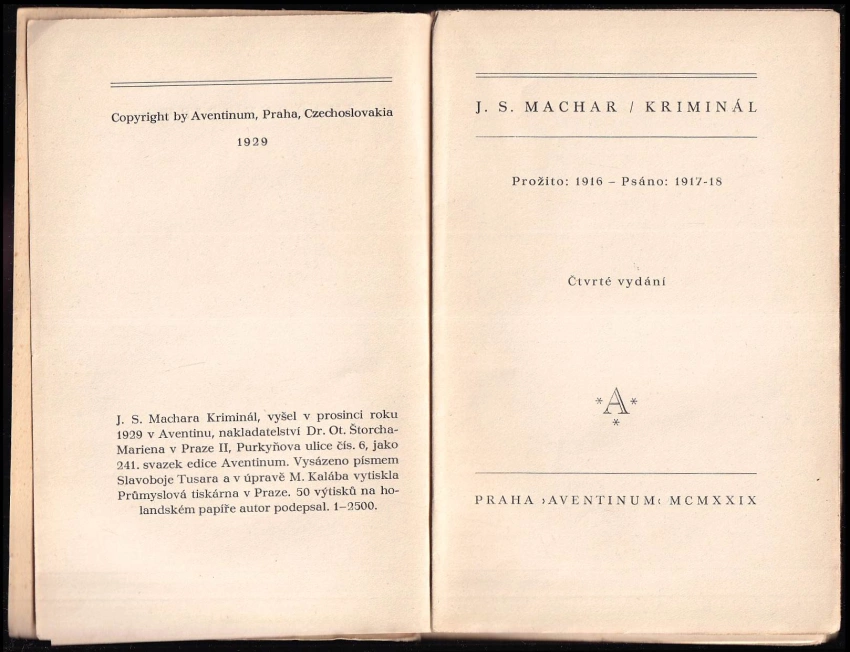 Copyright by Aventinum, Praha, Czechoslovakia
1929
J. S. Machara Kriminál, vyšel v prosinci roku
1929 v Aventinu, nakladatelství Dr. Ot. Štorcha-
Mariena v Praze II, Purkyňova ulice čís. 6, jako
241. svazek edice Aventinum. Vysázeno písmem
Slavoboje Tusara a v úpravě M. Kalába vytiskla
Průmyslová tiskárna v Praze. 50 výtisků na ho-
landském papíře autor podepsal. 1–2500.
J. S. MACHAR / KRIMINÁL
Prožito: 1916 – Psáno: 1917-18
Čtvrté vydání
*A*
*
PRAHA ›AVENTINUM‹ MCMXXIX